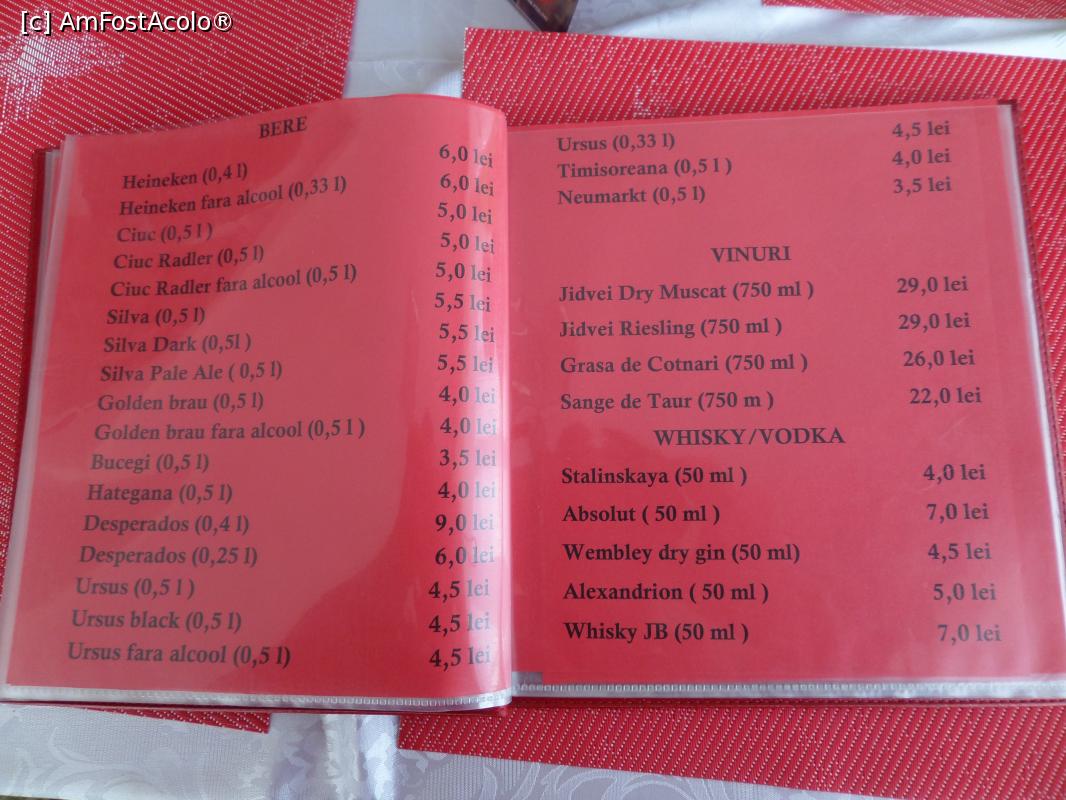 [c] AmFostAcolo®
BERE
Heineken (0,4 l) 6,0 lei
Heineken fara alcool (0,33 l) 6,0 lei
Ciuc (0,5 l ) 5,0 lei
Ciuc Radler (0,5 l) 5,0 lei
Ciuc Radler fara alcool (0,5 l) 5,0 lei
Silva (0,5 l) 5,5 lei
Silva Dark (0,5l ) 5,5 lei
Silva Pale Ale ( 0,5 l) 5,5 lei
Golden brau (0,5 l) 4,0 lei
Golden brau fara alcool (0,5 l ) 4,0 lei
Bucegi (0,5 l) 3,5 lei
Hategana (0,5 l) 4,0 lei
Desperados (0,4 l) 9,0 lei
Desperados (0,25 l) 6,0 lei
Ursus (0,5 l ) 4,5 lei
Ursus black (0,5 l) 4,5 lei
Ursus fara alcool (0,5 l) 4,5 lei
Ursus (0,33 l) 4,5 lei
Timisoreana (0,5 l ) 4,0 lei
Neumarkt (0,5 l) 3,5 lei
VINURI
Jidvei Dry Muscat (750 ml ) 29,0 lei
Jidvei Riesling (750 ml ) 29,0 lei
Grasa de Cotnari (750 ml ) 26,0 lei
Sange de Taur (750 m ) 22,0 lei
WHISKY/VODKA
Stalinskaya (50 ml ) 4,0 lei
Absolut ( 50 ml ) 7,0 lei
Wembley dry gin (50 ml) 4,5 lei
Alexandrion ( 50 ml ) 5,0 lei
Whisky JB (50 ml ) 7,0 lei